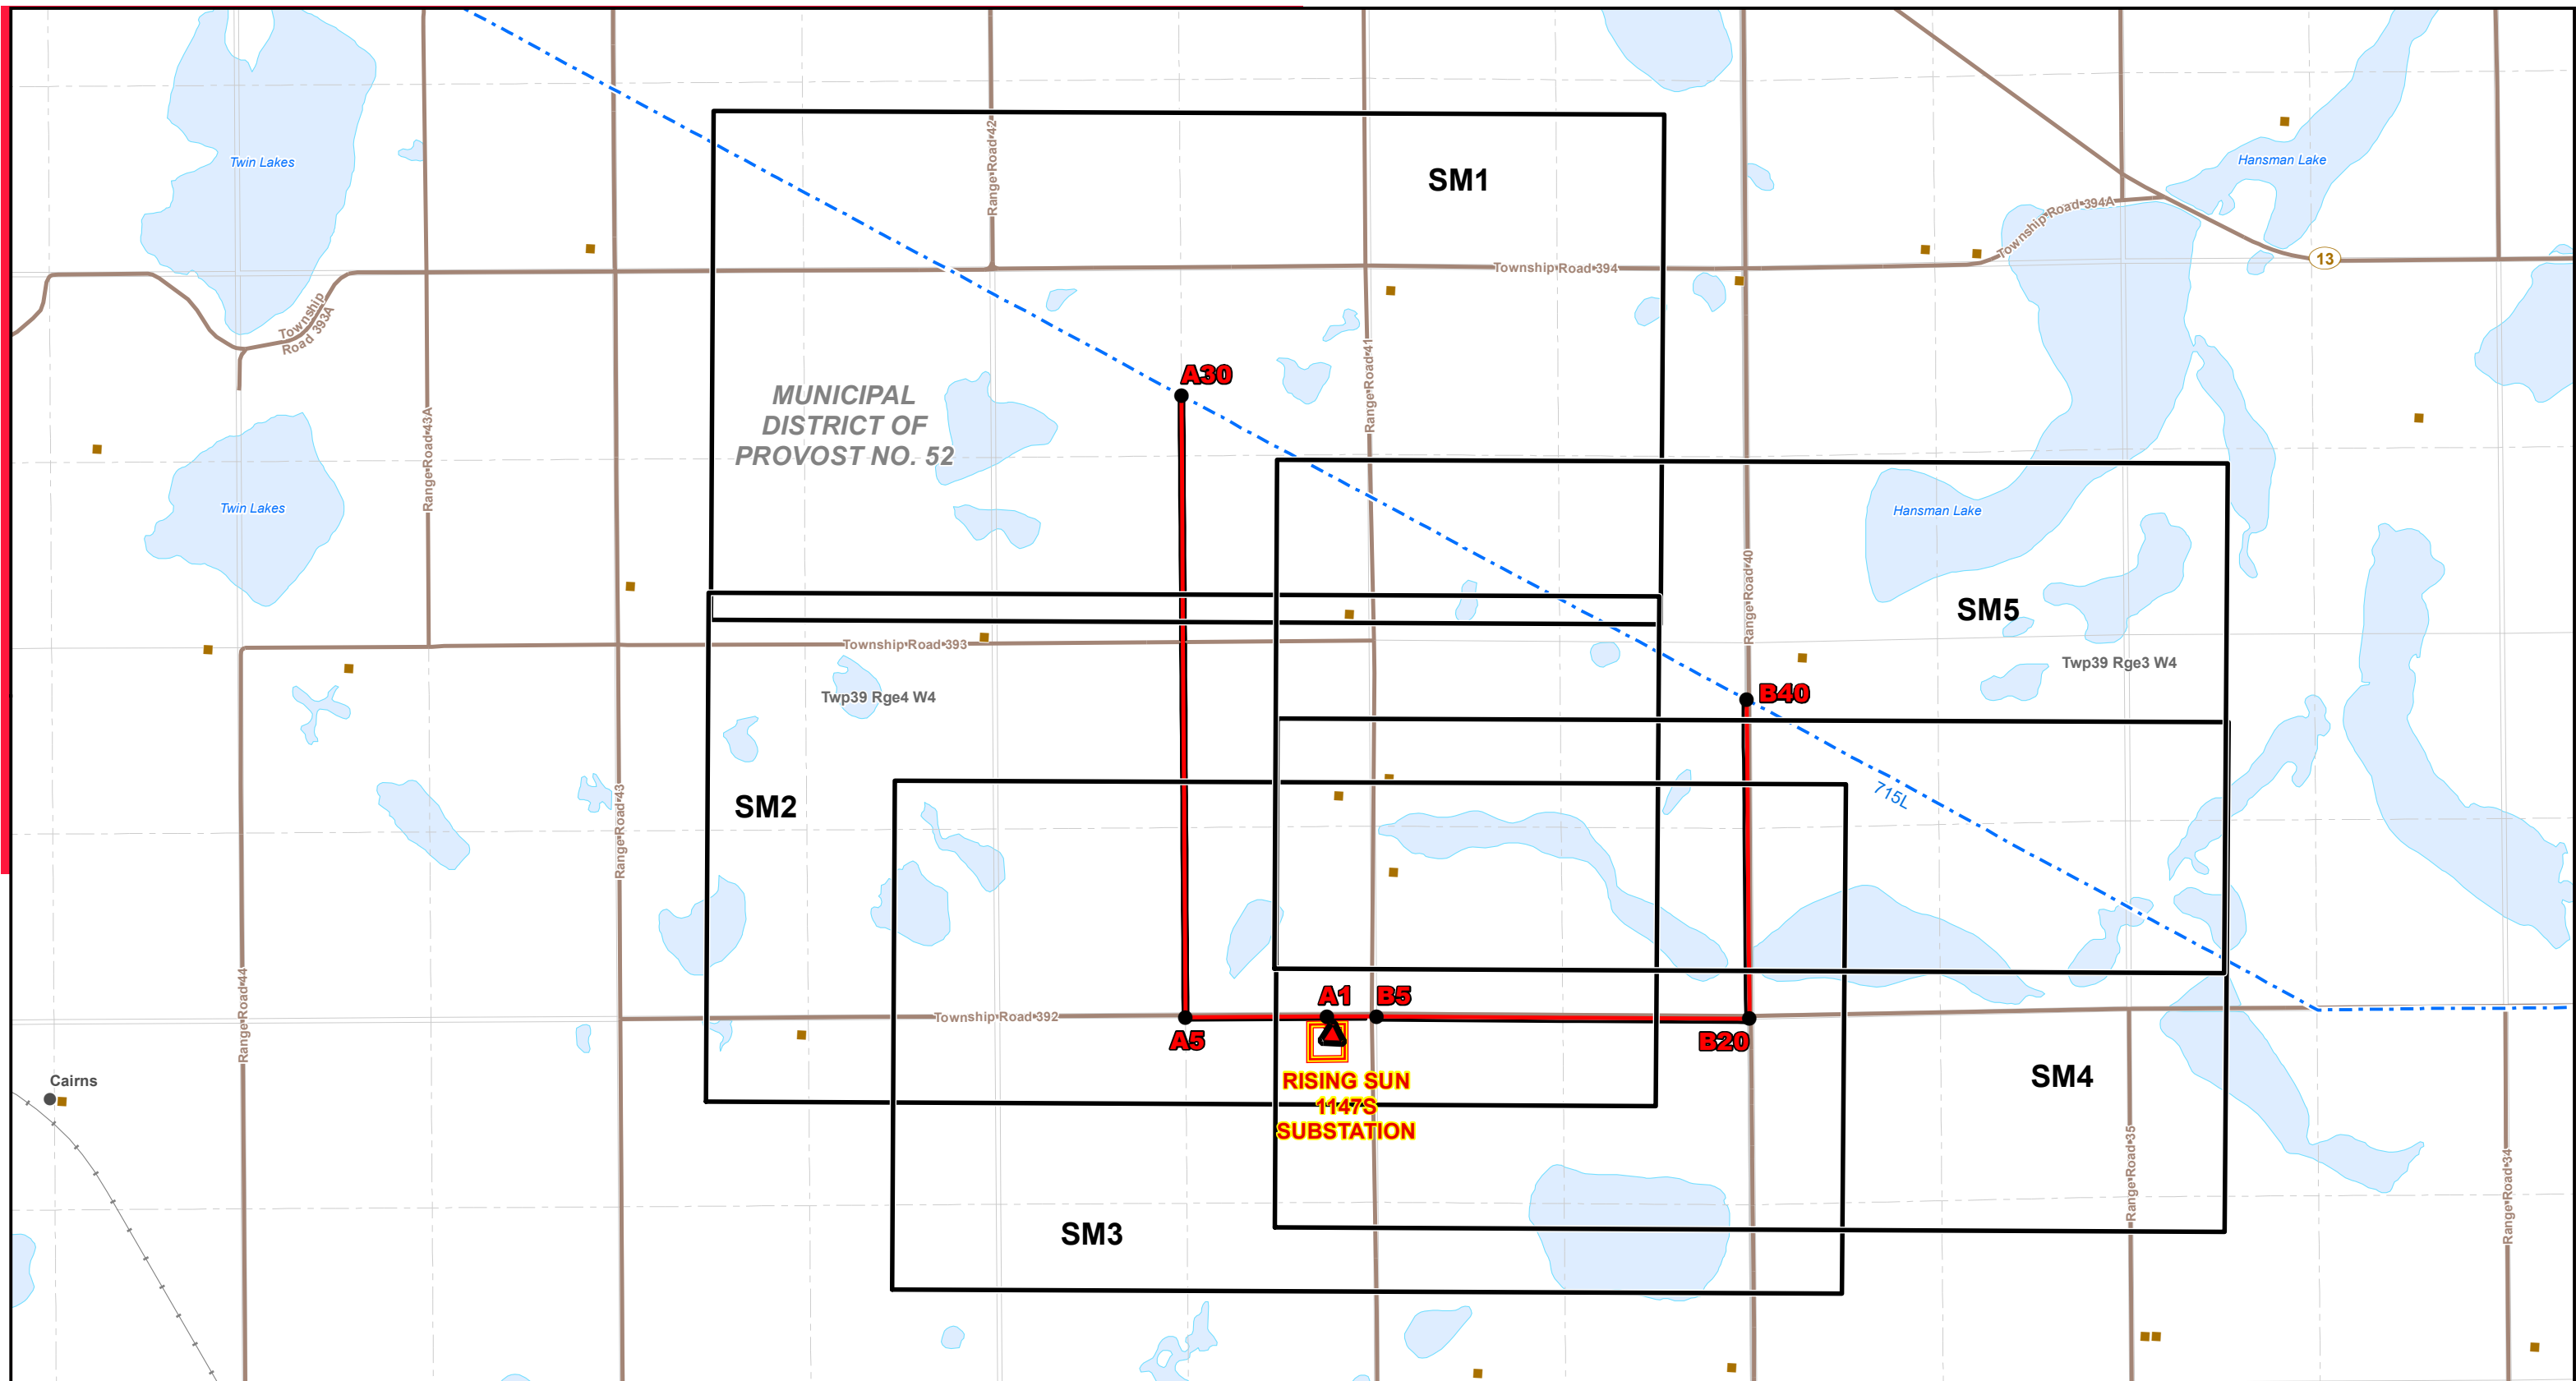 Range Road 42
SM1
Twin Lakes
Hansman Lake
Township Road 394A
13
Township Road 394
Township
Road 393A
A30
Range Road 41
MUNICIPAL
DISTRICT OF
PROVOST NO. 52
Range Road 43A
Twin Lakes
Hansman Lake
Range Road 40
SM5
Township Road 393
Twp39 Rge3 W4
Twp39 Rge4 W4
B40
715L
SM2
Range Road 43
A1
B5
Township Road 392
Range Road 44
A5
B20
Cairns
RISING SUN
1147S
SUBSTATION
SM4
Range Road 35
Range Road 34
SM3